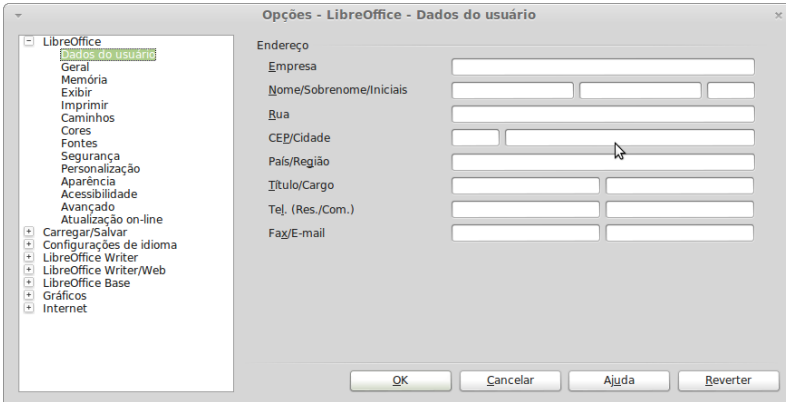 Opções - LibreOffice - Dados do usuário
LibreOffice
Dados do usuário
Geral
Memória
Exibir
Imprimir
Caminhos
Cores
Fontes
Segurança
Personalização
Aparência
Acessibilidade
Avançado
Atualização on-line
Carregar/Salvar
Configurações de idioma
LibreOffice Writer
LibreOffice Writer/Web
LibreOffice Base
Gráficos
Internet
Endereço
Empresa
Nome/Sobrenome/Iniciais
Rua
CEP/Cidade
País/Região
Título/Cargo
Tel. (Res./Com.)
Fax/E-mail
OK Cancelar Ajuda Reverter